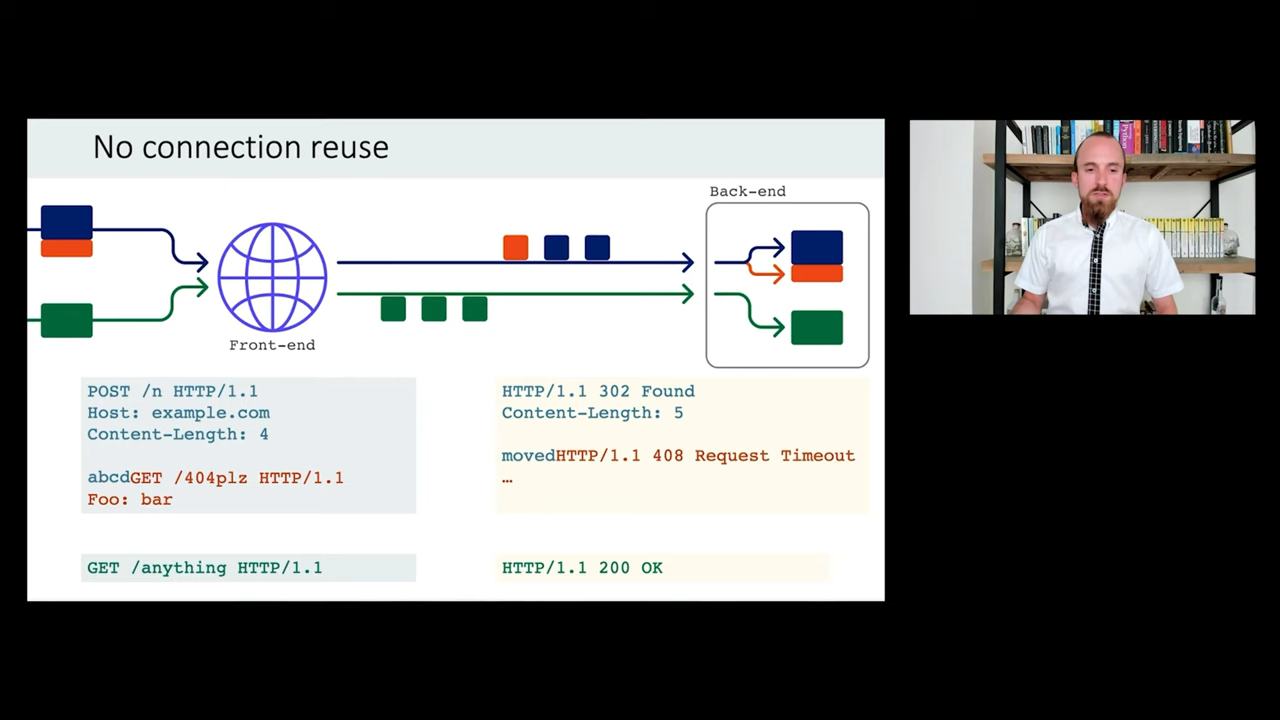 No connection reuse
Back-end
Front-end
POST /n HTTP/1.1
Host: example.com
Content-Length: 4
abcdGET /404plz HTTP/1.1
Foo: bar
HTTP/1.1 302 Found
Content-Length: 5
movedHTTP/1.1 408 Request Timeout
…
GET /anything HTTP/1.1
HTTP/1.1 200 OK
Python